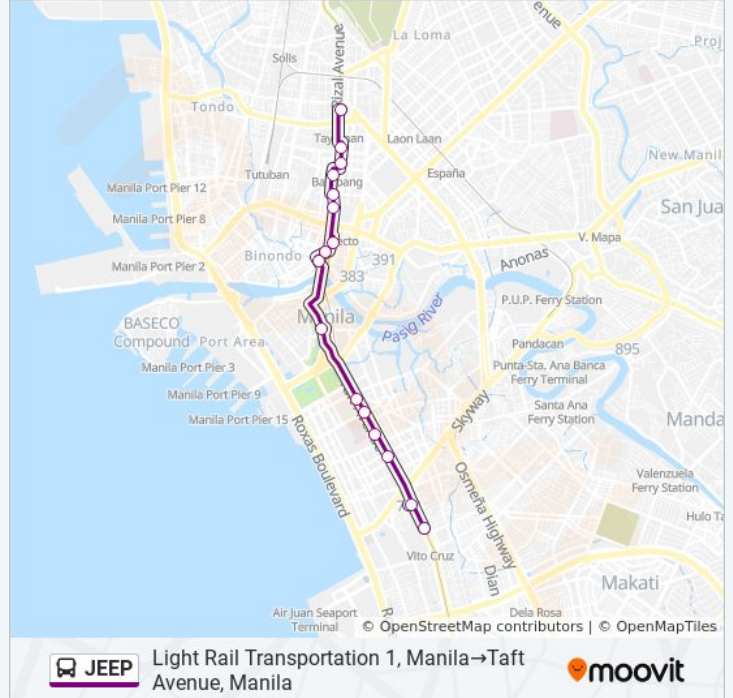 enue
La Loma
Proj
Solis
Rizal Avenue
Tondo
Laon Laan
New Manil
Tutuban
España
Manila Port Pier 12
San Jua
Manila Port Pier 8
V. Mapa
Binondo
391
Anonas
Manila Port Pier 2
383
P.U.P. Ferry Station
BASECO
Compound
Port Area
Manila
Pasig River
Pandacan
895
Manila Port Pier 3
Punta-Sta. Ana Banca
Ferry Terminal
Manila Port Pier 9
Skyway
Santa Ana
Ferry Station
Manila Port Pier 15
Manda
Roxas Boulevard
Osmeña Highway
Valenzuela
Ferry Station
Hulo Ta
Vito Cruz
Dian
Makati
Air Juan Seaport
Terminal
R
Dela Rosa
© OpenStreetMap contributors | © OpenMapTiles
JEEP
Light Rail Transportation 1, Manila→Taft
Avenue, Manila
moovit